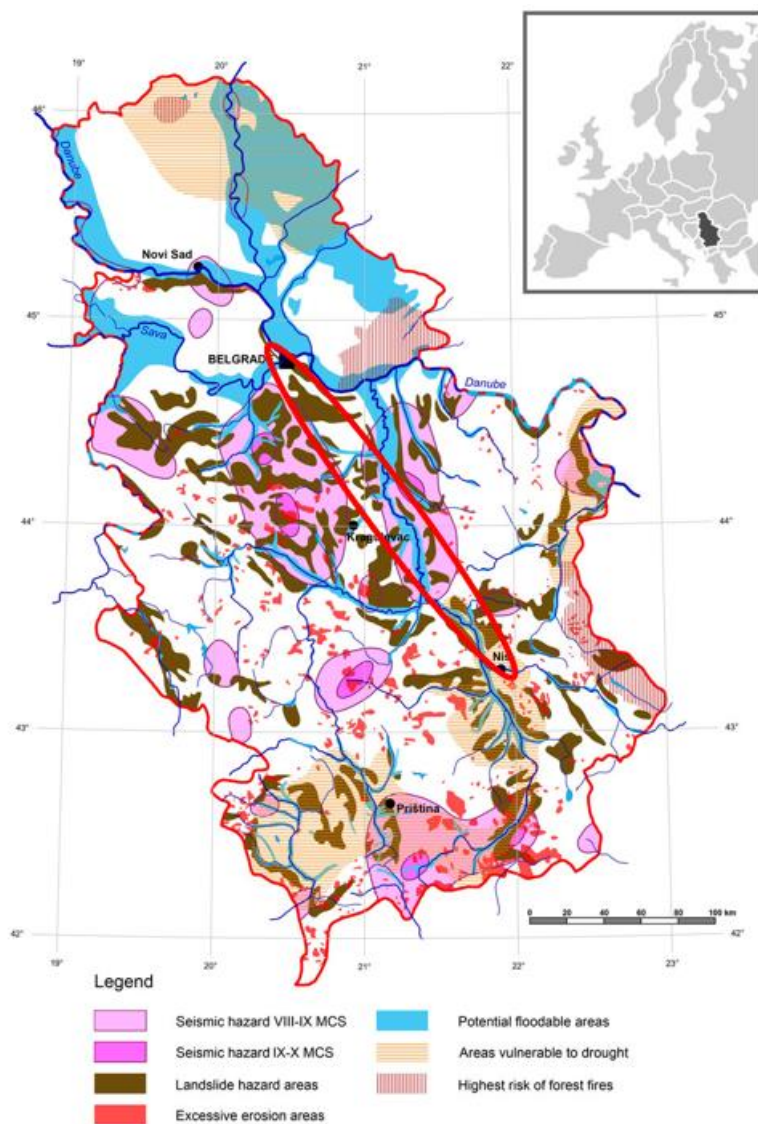 19°
20°
21°
22°
46°
Danube
Novi Sad
45°
45°
Sava
BELGRADE
Danube
44°
44°
Kragujevac
Niš
43°
43°
Priština
0 20 40 60 80 100 km
42°
42°
19°
20°
21°
22°
23°
Legend
Seismic hazard VIII-IX MCS
Potential floodable areas
Seismic hazard IX-X MCS
Areas vulnerable to drought
Landslide hazard areas
Highest risk of forest fires
Excessive erosion areas